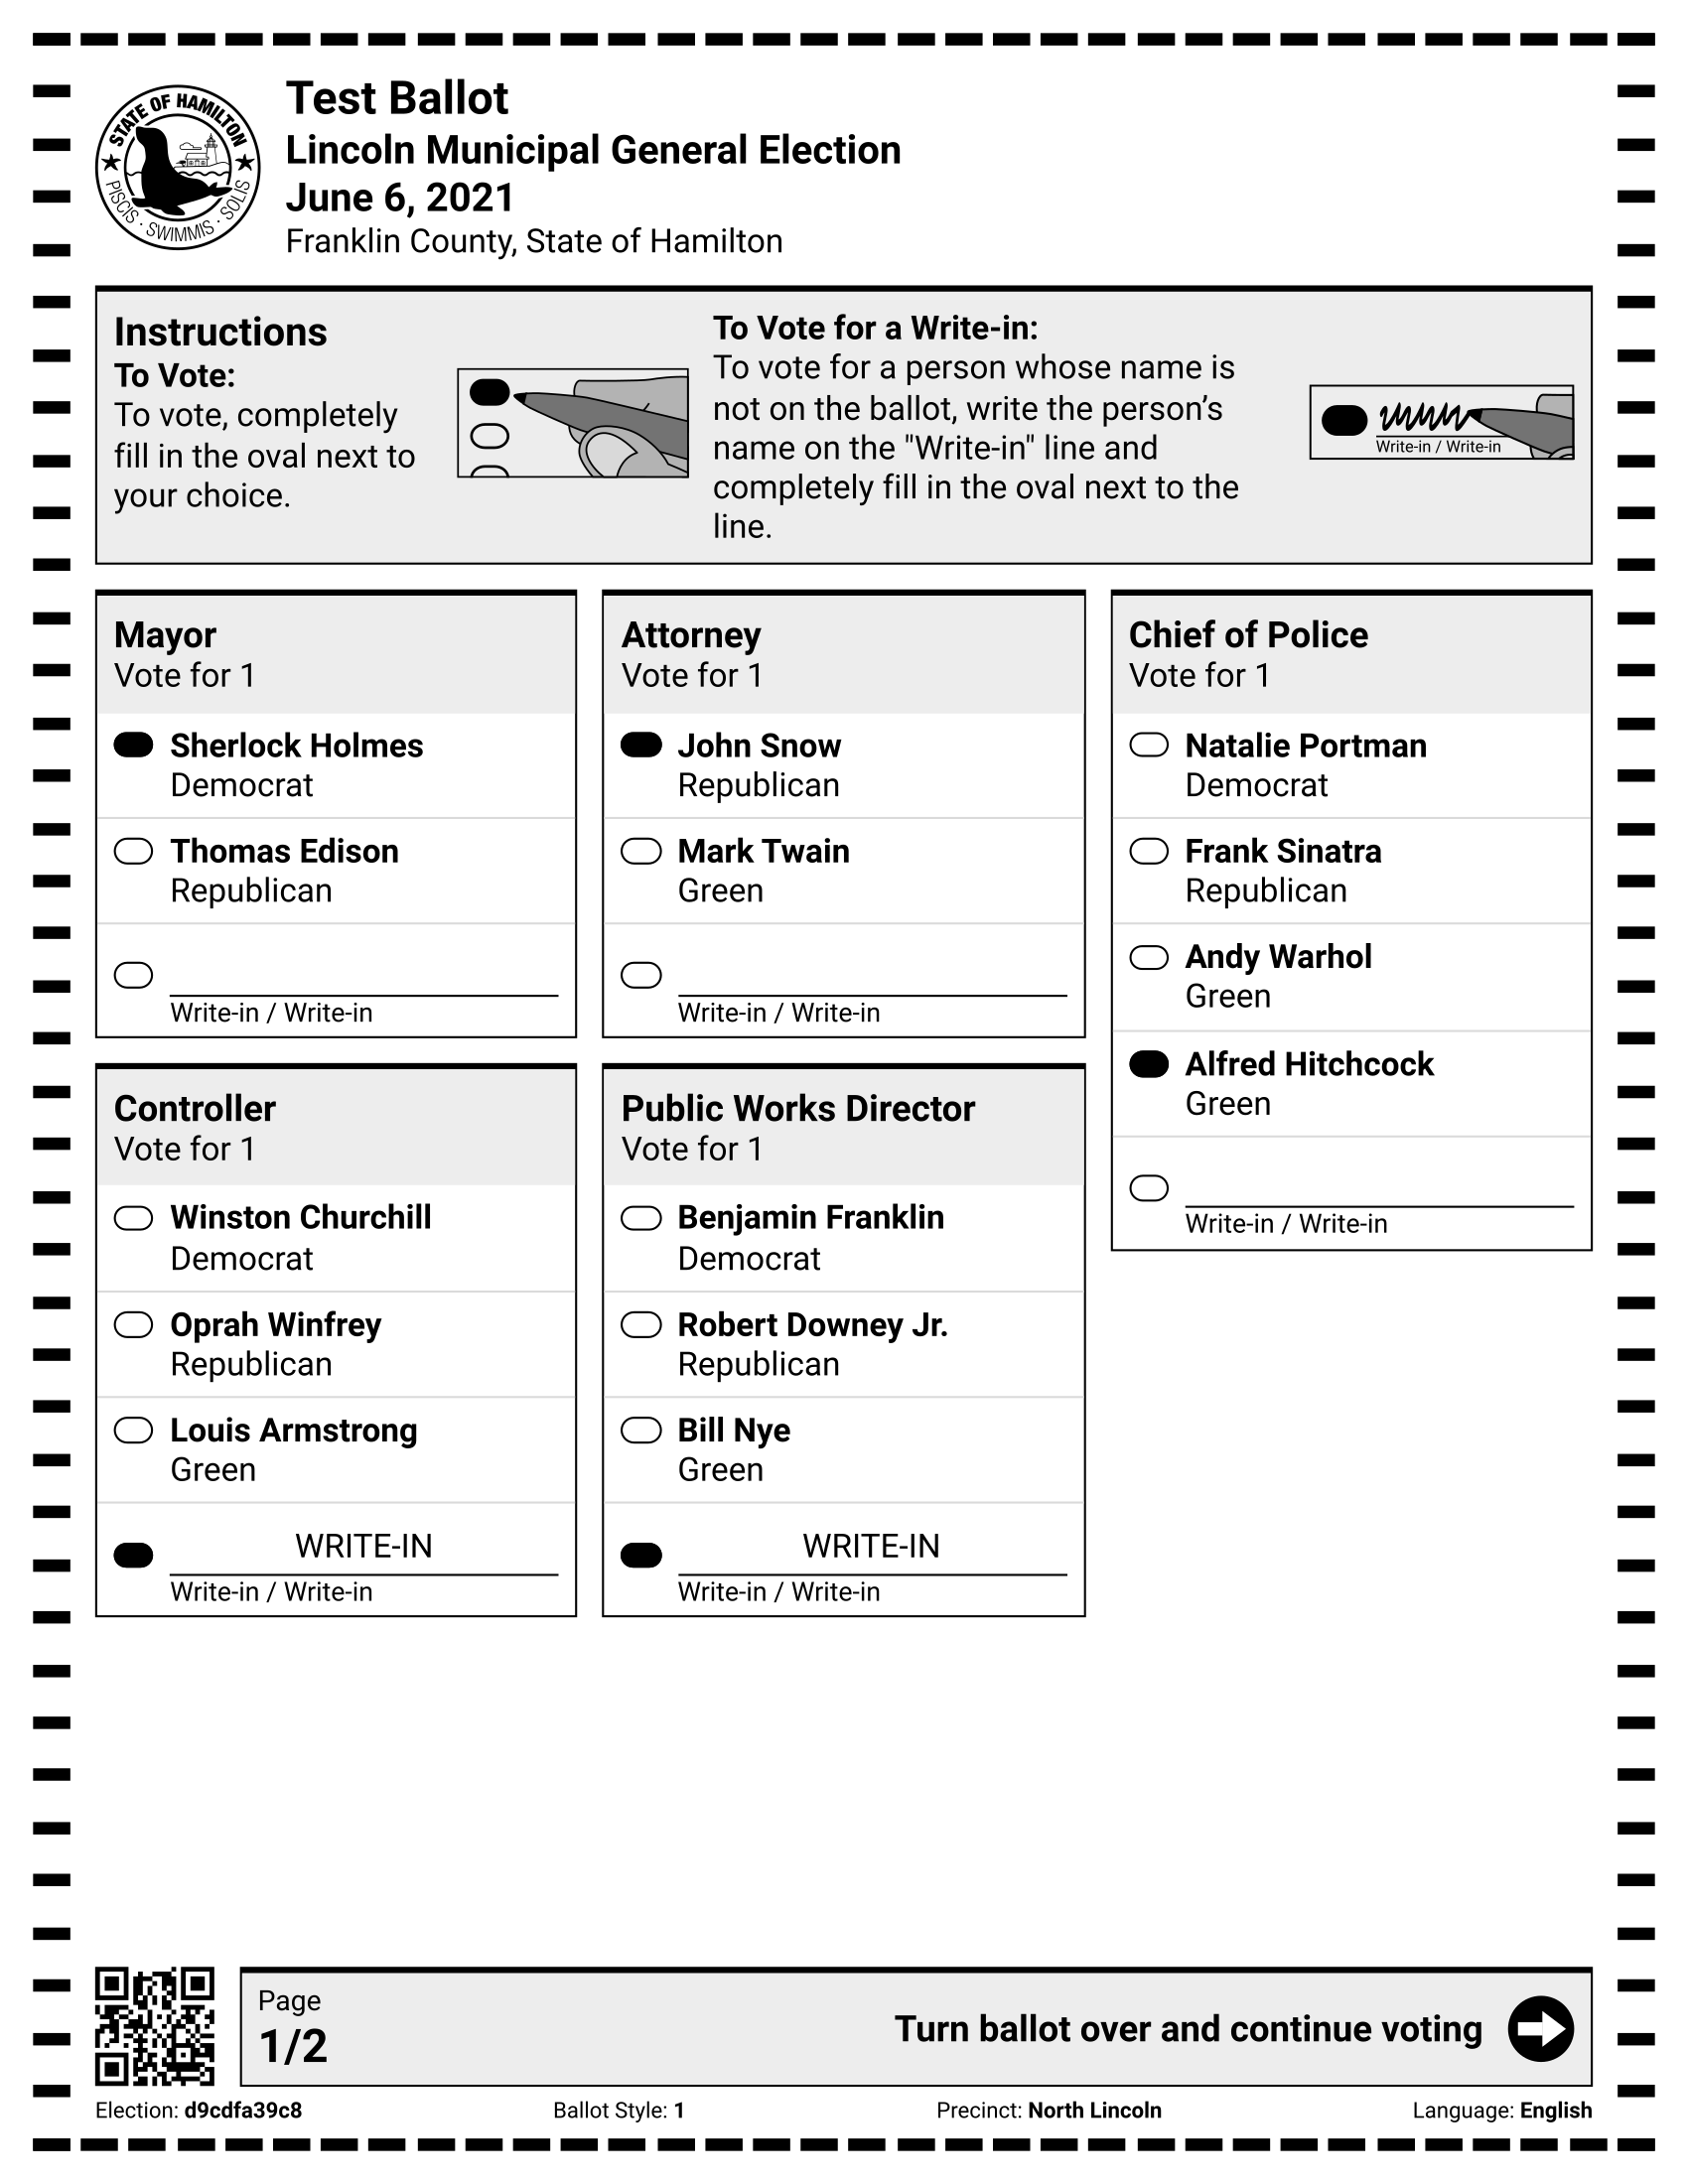 STATE OF HAMILTON
PISCIS · SWIMMIS · SOLIS
Test Ballot
Lincoln Municipal General Election
June 6, 2021
Franklin County, State of Hamilton
Instructions
To Vote:
To vote, completely
fill in the oval next to
your choice.
To Vote for a Write-in:
To vote for a person whose name is
not on the ballot, write the person’s
name on the "Write-in" line and
completely fill in the oval next to the
line.
Write-in / Write-in
Mayor
Vote for 1
Sherlock Holmes
Democrat
Thomas Edison
Republican
Write-in / Write-in
Attorney
Vote for 1
John Snow
Republican
Mark Twain
Green
Write-in / Write-in
Chief of Police
Vote for 1
Natalie Portman
Democrat
Frank Sinatra
Republican
Andy Warhol
Green
Alfred Hitchcock
Green
Write-in / Write-in
Controller
Vote for 1
Winston Churchill
Democrat
Oprah Winfrey
Republican
Louis Armstrong
Green
WRITE-IN
Write-in / Write-in
Public Works Director
Vote for 1
Benjamin Franklin
Democrat
Robert Downey Jr.
Republican
Bill Nye
Green
WRITE-IN
Write-in / Write-in
Page
1/2
Turn ballot over and continue voting
Election: d9cdfa39c8
Ballot Style: 1
Precinct: North Lincoln
Language: English